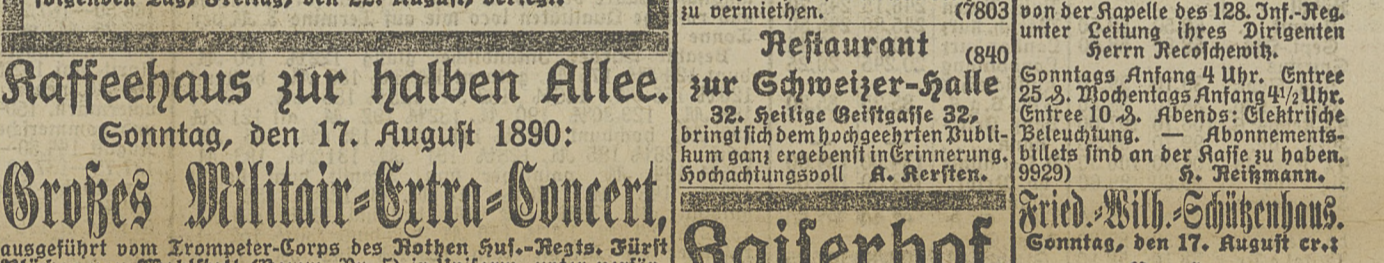 Kaffeehaus zur halben Allee.
Sonntag, den 17. August 1890:
Großes Militair-Extra-Concert,
ausgeführt vom Trompeter-Corps des Rothen Hus.-Regts. Fürst
zu vermiethen. (7803
Restaurant (840
zur Schweizer-Halle
32. Heilige Geistgasse 32,
bringt sich dem hochgeehrten Publi-
kum ganz ergebenst in Erinnerung.
Hochachtungsvoll A. Kersten.
Kaiserhof
von der Kapelle des 128. Inf.-Reg.
unter Leitung ihres Dirigenten
Herrn Recoschewitz.
Sonntags Anfang 4 Uhr. Entree
25 ₰. Wochentags Anfang 4½ Uhr.
Entree 10 ₰. Abends: Elektrische
Beleuchtung. — Abonnements-
billets sind an der Kasse zu haben.
9929) H. Reißmann.
Fried.-Wilh.-Schützenhaus.
Sonntag, den 17. August cr.: